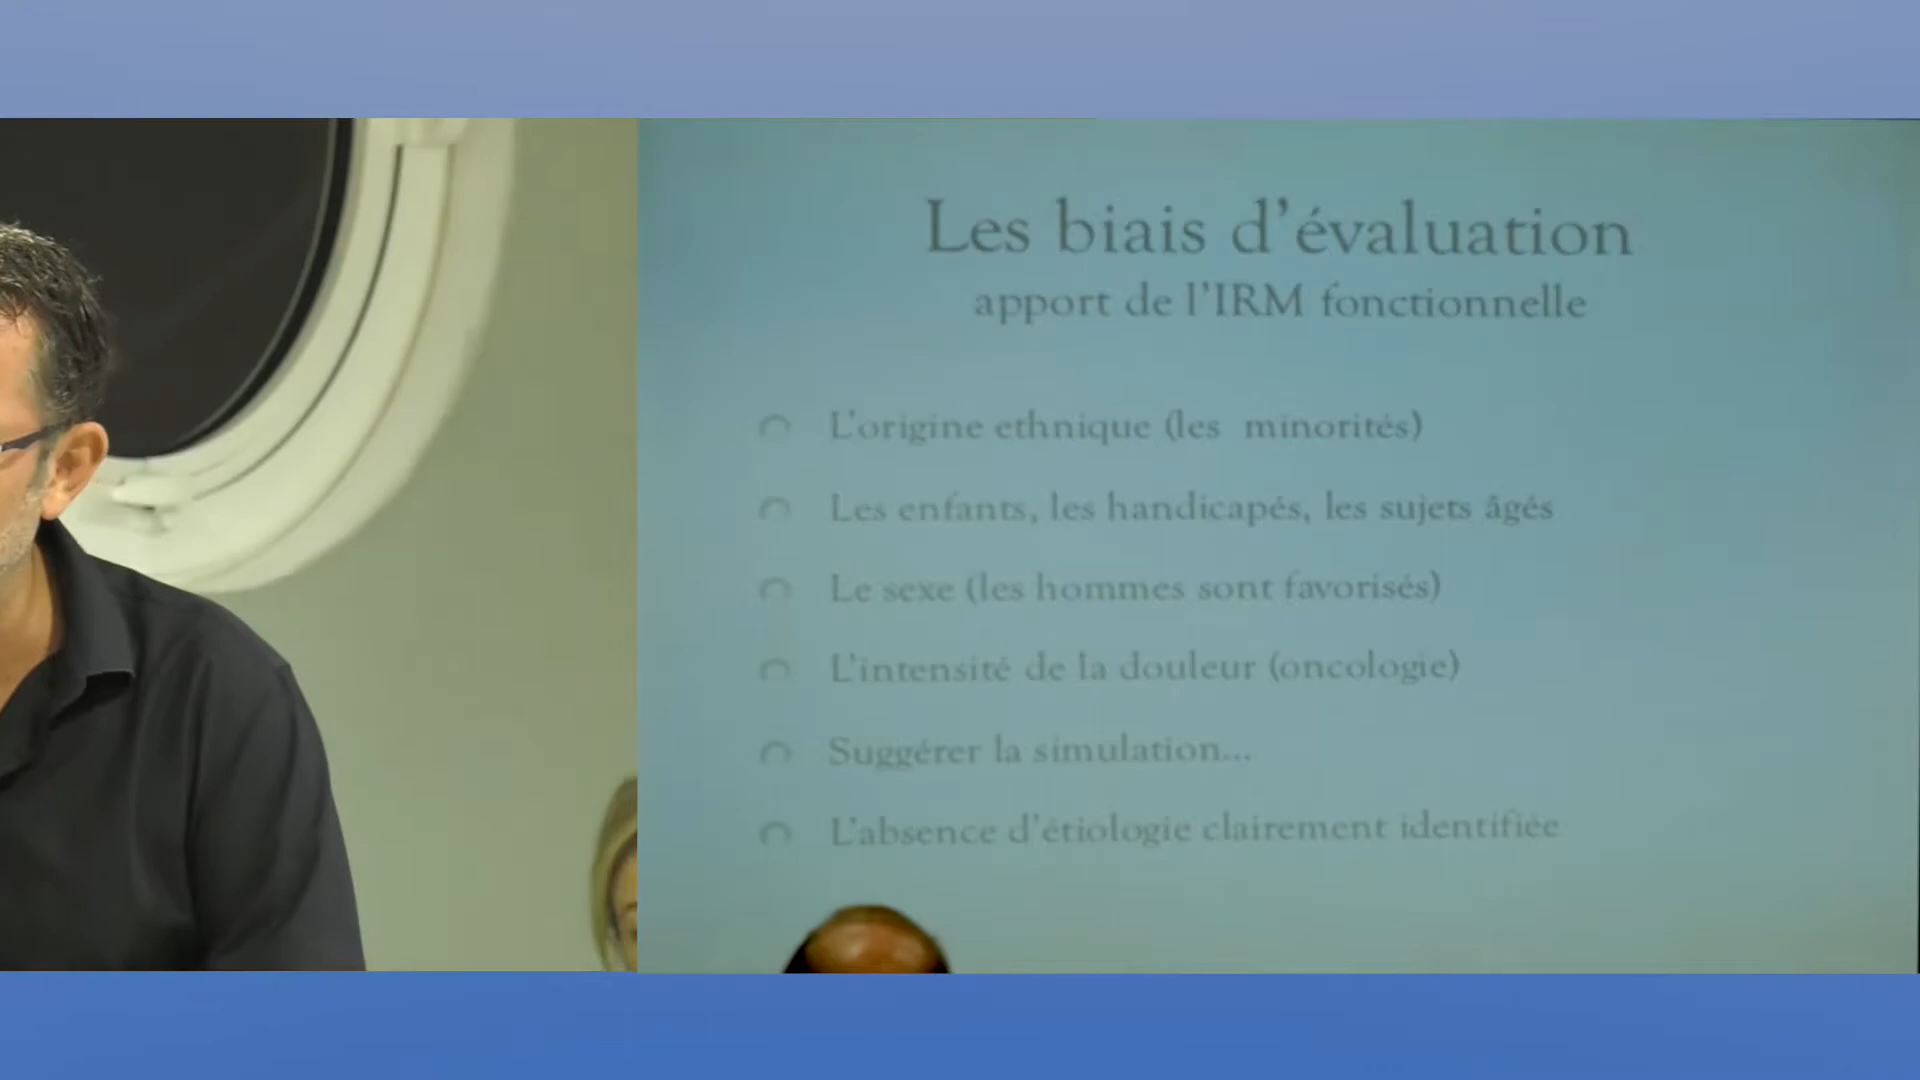 Les biais d'évaluation
apport de l'IRM fonctionnelle
L'origine ethnique (les minorités)
Les enfants, les handicapés, les sujets âgés
Le sexe (les hommes sont favorisés)
L'intensité de la douleur (oncologie)
Suggérer la simulation...
L'absence d'étiologie clairement identifiée